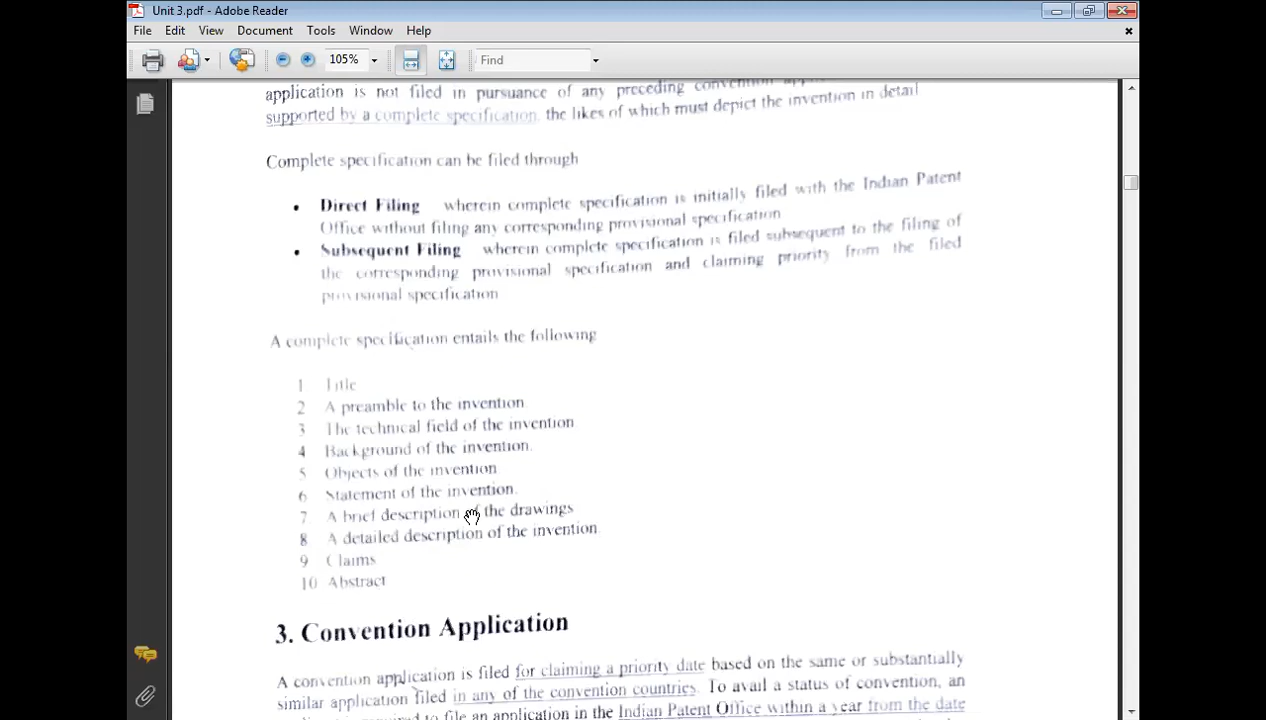 Unit 3.pdf - Adobe Reader
File Edit View Document Tools Window Help
105% Find
application is not filed in pursuance of any preceding convention
supported by a complete specification, the likes of which must depict the invention in detail
Complete specification can be filed through
• Direct Filing wherein complete specification is initially filed with the Indian Patent
Office without filing any corresponding provisional specification
• Subsequent Filing wherein complete specification is filed subsequent to the filing of
the corresponding provisional specification and claiming priority from the filed
provisional specification
A complete specification entails the following
1 Title
2 A preamble to the invention
3 The technical field of the invention
4 Background of the invention.
5 Objects of the invention
6 Statement of the invention.
7 A brief description of the drawings
8 A detailed description of the invention
9 Claims
10 Abstract
3. Convention Application
A convention application is filed for claiming a priority date based on the same or substantially
similar application filed in any of the convention countries. To avail a status of convention, an
to file an application in the Indian Patent Office within a year from the date